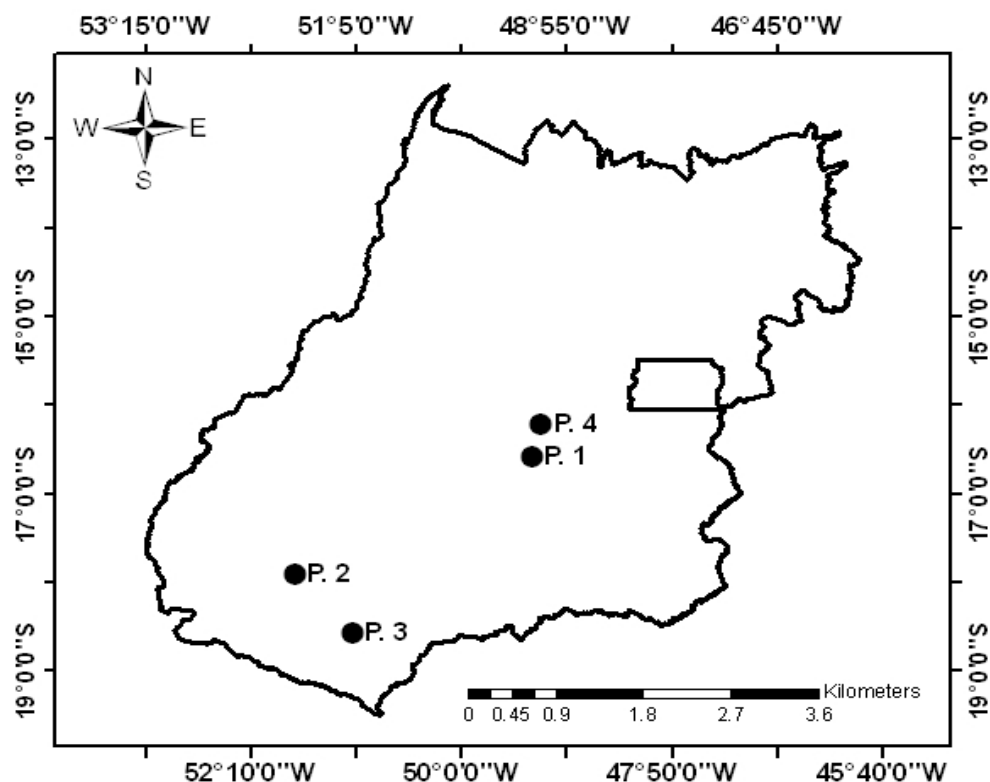 53°15'0"W 51°5'0"W 48°55'0"W 46°45'0"W
N
W E
S
13°0'0"S 13°0'0"S
15°0'0"S 15°0'0"S
P. 4
P. 1
17°0'0"S 17°0'0"S
P. 2
P. 3
19°0'0"S 19°0'0"S
Kilometers
0 0.45 0.9 1.8 2.7 3.6
52°10'0"W 50°0'0"W 47°50'0"W 45°40'0"W